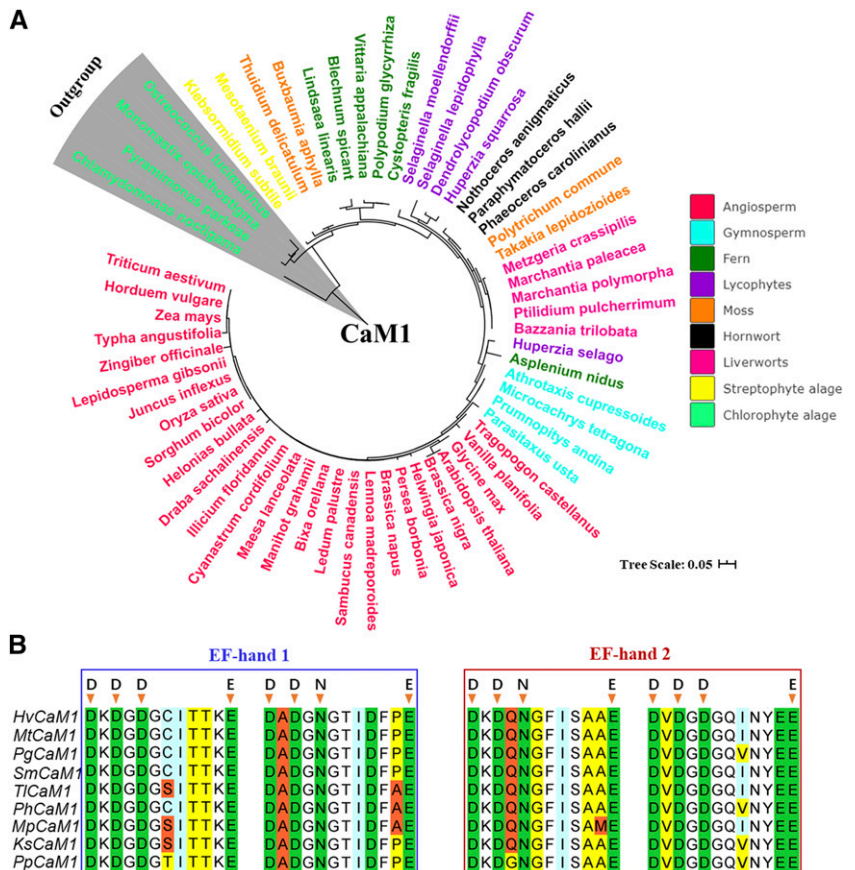 A
Outgroup
Chlamydomonas noctigama
Pyramimonas parkeae
Monomastix opisthostigma
Ostreococcus lucimarinus
Klebsormidium subtile
Mesotaenium braunii
Thuidium delicatulum
Buxbaumia aphylla
Lindsaea linearis
Blechnum spicant
Vittaria appalachiana
Polypodium glycyrrhiza
Cystopteris fragilis
Selaginella moellendorffii
Selaginella lepidophylla
Dendrolycopodium obscurum
Huperzia squarrosa
Nothoceros aenigmaticus
Paraphymatoceros hallii
Phaeoceros carolinianus
Polytrichum commune
Takakia lepidozioides
Metzgeria crassipilis
Marchantia paleacea
Marchantia polymorpha
Ptilidium pulcherrimum
Bazzania trilobata
Huperzia selago
Asplenium nidus
Athrotaxis cupressoides
Microcachrys tetragona
Prumnopitys andina
Parasitaxus usta
Tragopogon castellanus
Vanilla planifolia
Glycine max
Arabidopsis thaliana
Brassica nigra
Helwingia japonica
Persea borbonia
Brassica napus
Lennoa madreporoides
Sambucus canadensis
Ledum palustre
Bixa orellana
Manihot grahamii
Maesa lanceolata
Cyanastrum cordifolium
Illicium floridanum
Draba sachalinensis
Helonias bullata
Sorghum bicolor
Oryza sativa
Juncus inflexus
Lepidosperma gibsonii
Zingiber officinale
Typha angustifolia
Zea mays
Horduem vulgare
Triticum aestivum
CaM1
Angiosperm
Gymnosperm
Fern
Lycophytes
Moss
Hornwort
Liverworts
Streptophyte alage
Chlorophyte alage
Tree Scale: 0.05
B
EF-hand 1 EF-hand 2
D D D E D D N E D D N E D D D E
HvCaM1 DKDGDGCITTKE DADGNGTIDFPE DKDQNGFISAAE DVDGDGQINYEE
MtCaM1 DKDGDGCITTKE DADGNGTIDFPE DKDQNGFISAAE DVDGDGQINYEE
PgCaM1 DKDGDGCITTKE DADGNGTIDFPE DKDQNGFISAAE DVDGDGQVNYEE
SmCaM1 DKDGDGCITTKE DADGNGTIDFPE DKDQNGFISAAE DVDGDGQINYEE
TlCaM1 DKDGDGSITTKE DADGNGTIDFAE DKDQNGFISAAE DVDGDGQINYEE
PhCaM1 DKDGDGCITTKE DADGNGTIDFAE DKDQNGFISAAE DVDGDGQVNYEE
MpCaM1 DKDGDGSITTKE DADGNGTIDFAE DKDQNGFISAME DVDGDGQINYEE
KsCaM1 DKDGDGSITTKE DADGNGTIDFPE DKDQNGFISAAE DVDGDGQVNYEE
PpCaM1 DKDGDGTITTKE DADGNGTIDFPE DKDGNGFISAAE DVDGDGQVNYEE